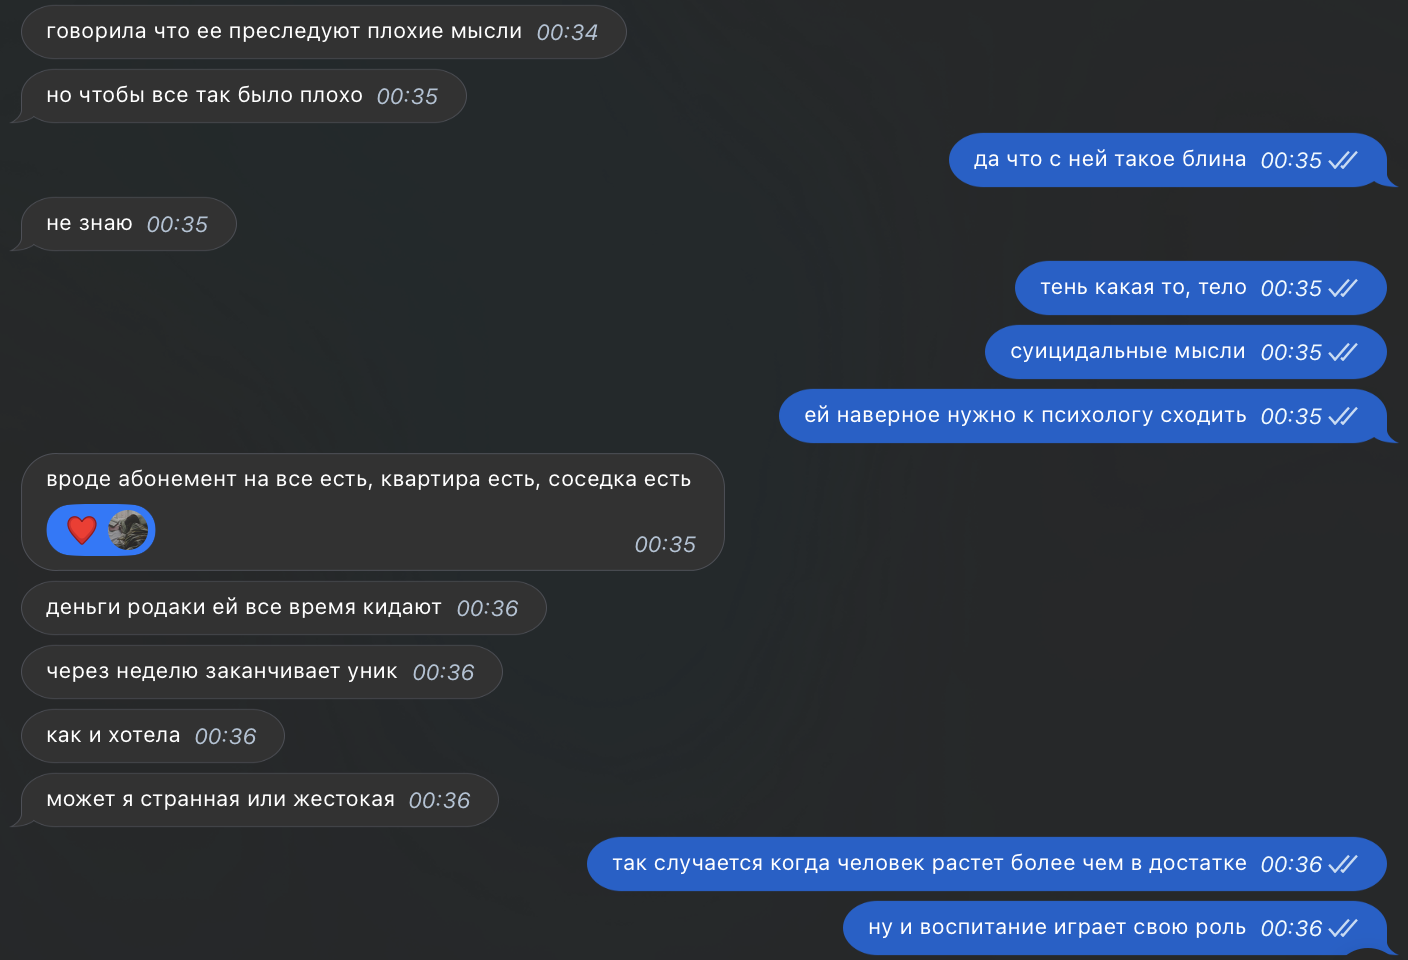 говорила что ее преследуют плохие мысли 00:34
но чтобы все так было плохо 00:35
да что с ней такое блина 00:35
не знаю 00:35
тень какая то, тело 00:35
суицидальные мысли 00:35
ей наверное нужно к психологу сходить 00:35
вроде абонемент на все есть, квартира есть, соседка есть
00:35
деньги родаки ей все время кидают 00:36
через неделю заканчивает уник 00:36
как и хотела 00:36
может я странная или жестокая 00:36
так случается когда человек растет более чем в достатке 00:36
ну и воспитание играет свою роль 00:36